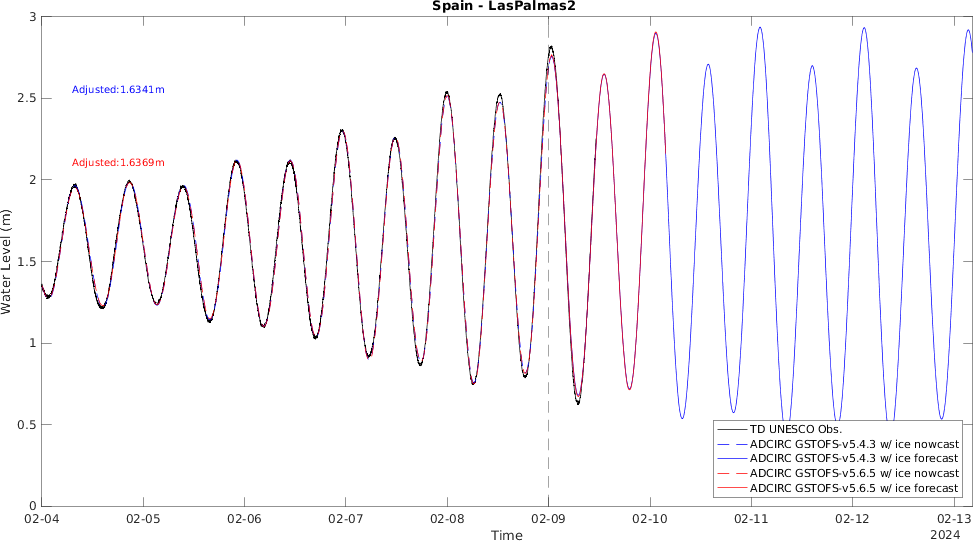 Spain - LasPalmas2
3
2.5
2
1.5
1
0.5
0
Water Level (m)
Adjusted:1.6341m
Adjusted:1.6369m
TD UNESCO Obs.
ADCIRC GSTOFS-v5.4.3 w/ ice nowcast
ADCIRC GSTOFS-v5.4.3 w/ ice forecast
ADCIRC GSTOFS-v5.6.5 w/ ice nowcast
ADCIRC GSTOFS-v5.6.5 w/ ice forecast
02-04 02-05 02-06 02-07 02-08 02-09 02-10 02-11 02-12 02-13
Time
2024